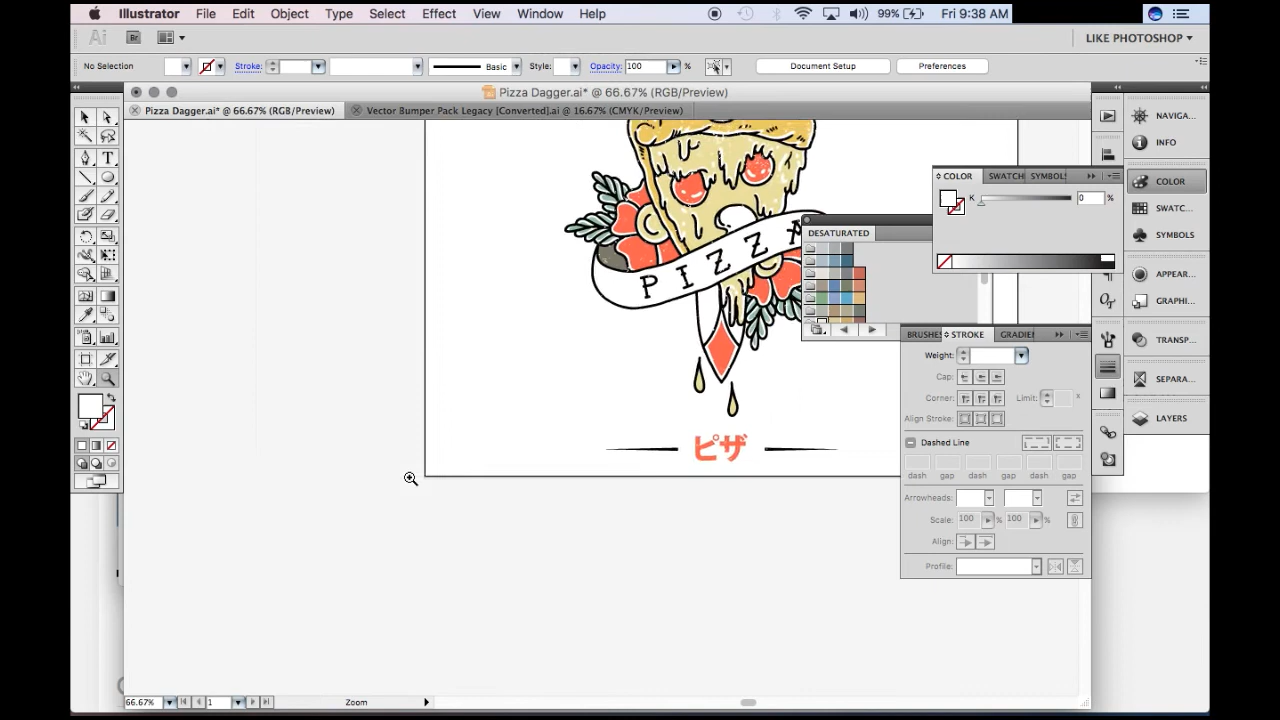 Illustrator File Edit Object Type Select Effect View Window Help 99% Fri 9:38 AM
Ai Br LIKE PHOTOSHOP
No Selection Stroke: Basic Style: Opacity: 100 % Document Setup Preferences
Pizza Dagger.ai* @ 66.67% (RGB/Preview)
Pizza Dagger.ai* @ 66.67% (RGB/Preview) Vector Bumper Pack Legacy [Converted].ai @ 16.67% (CMYK/Preview)
NAVIGA...
INFO
COLOR
SWATC...
SYMBOLS
APPEAR...
GRAPHI...
TRANSP...
SEPARA...
LAYERS
COLOR SWATCH SYMBOLS
K 0 %
DESATURATED
PIZZA
BRUSHES STROKE GRADIEI
Weight:
Cap:
Corner: Limit: x
Align Stroke:
Dashed Line
dash gap dash gap dash gap
Arrowheads:
Scale: 100 % 100 %
Align:
Profile:
ピザ
66.67% 1 Zoom